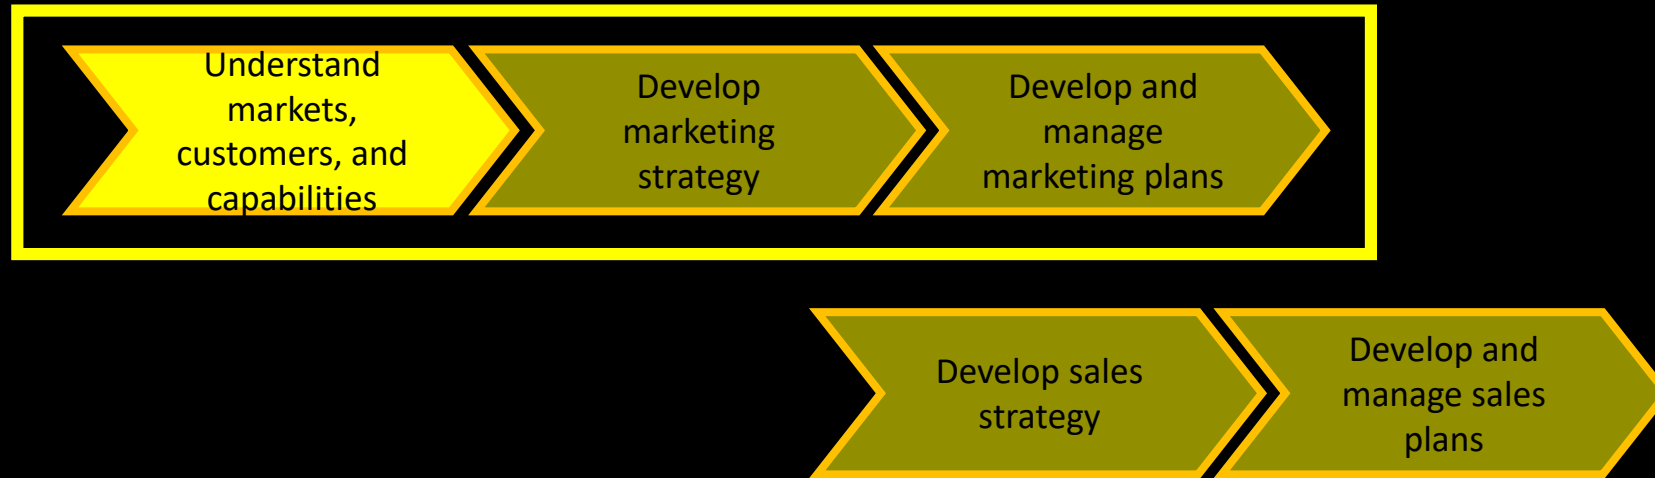 Understand
markets,
customers, and
capabilities
Develop
marketing
strategy
Develop and
manage
marketing plans
Develop sales
strategy
Develop and
manage sales
plans